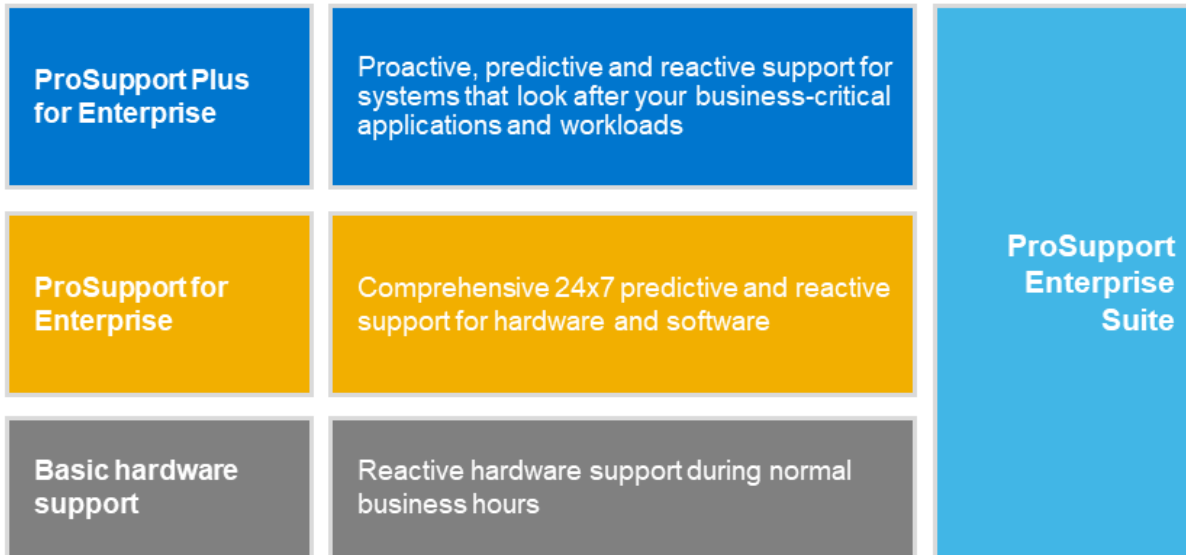 ProSupport Plus
for Enterprise
Proactive, predictive and reactive support for
systems that look after your business-critical
applications and workloads
ProSupport for
Enterprise
Comprehensive 24x7 predictive and reactive
support for hardware and software
Basic hardware
support
Reactive hardware support during normal
business hours
ProSupport
Enterprise
Suite